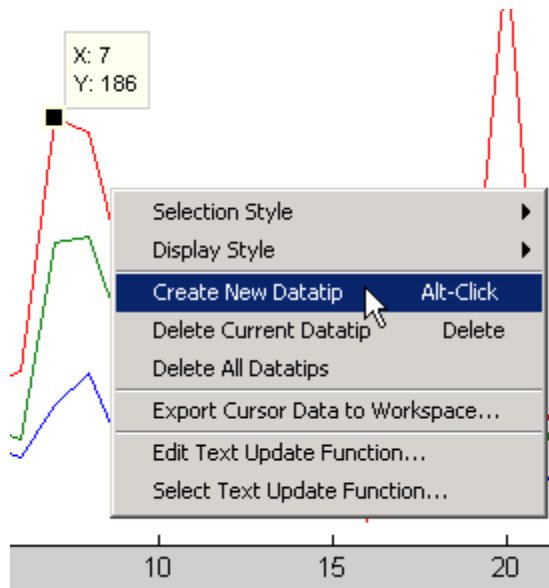 X: 7
Y: 186
Selection Style
Display Style
Create New Datatip Alt-Click
Delete Current Datatip Delete
Delete All Datatips
Export Cursor Data to Workspace...
Edit Text Update Function...
Select Text Update Function...
10 15 20